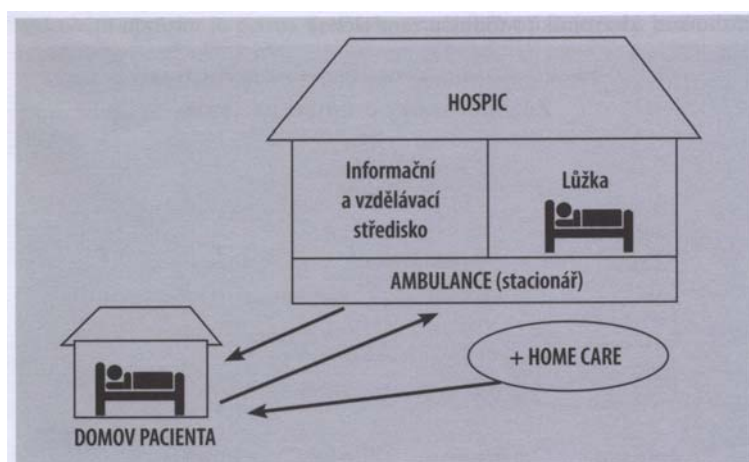 HOSPIC
Informační
a vzdělávací
středisko
Lůžka
AMBULANCE (stacionář)
+ HOME CARE
DOMOV PACIENTA